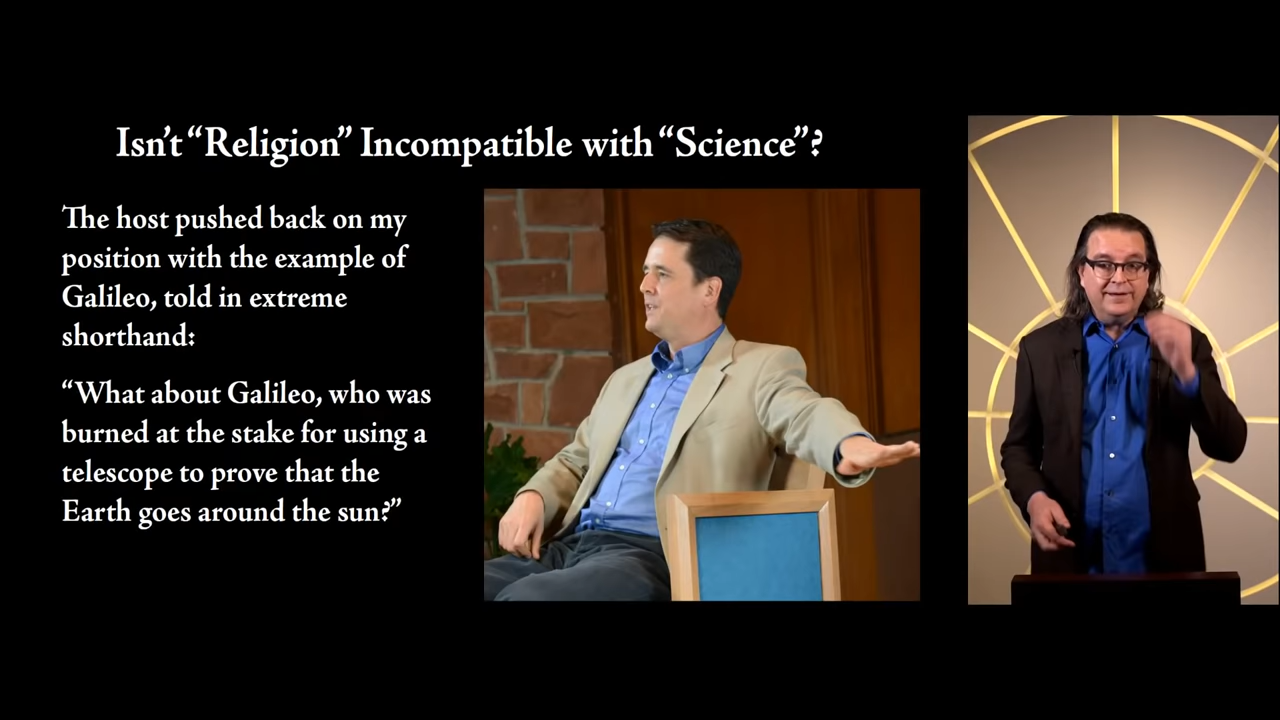 Isn’t “Religion” Incompatible with “Science”?
The host pushed back on my
position with the example of
Galileo, told in extreme
shorthand:
“What about Galileo, who was
burned at the stake for using a
telescope to prove that the
Earth goes around the sun?”